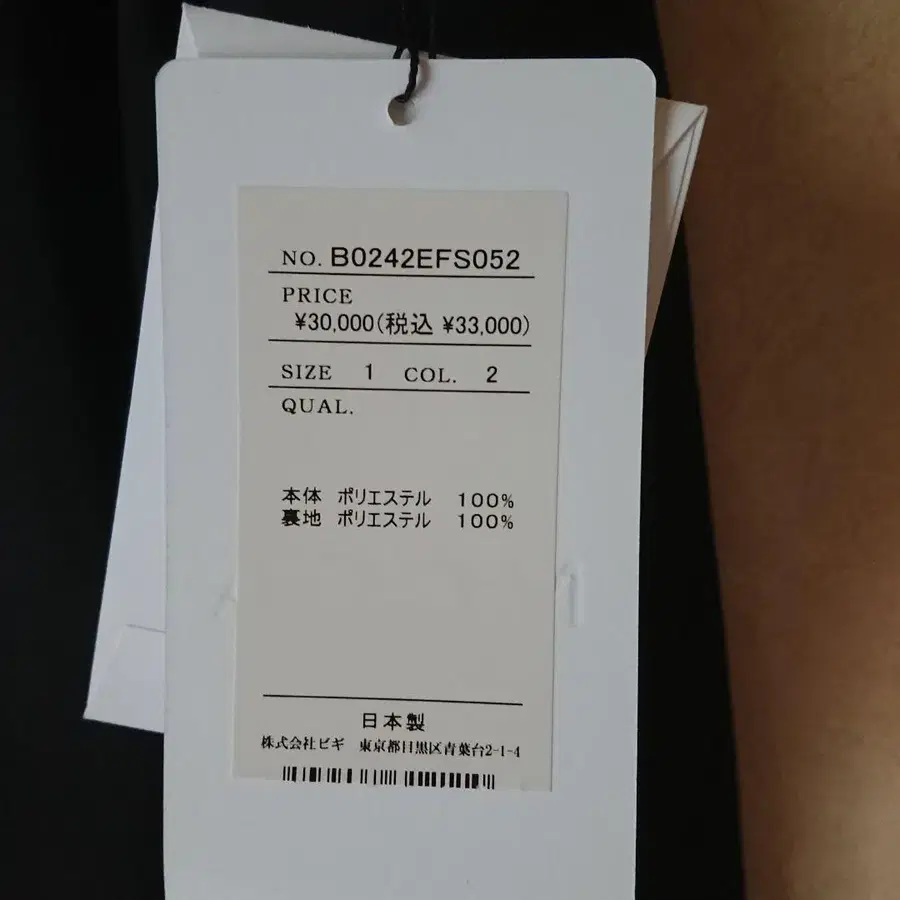 NO. B0242EFS052
PRICE
¥30,000(税込 ¥33,000)
SIZE 1 COL. 2
QUAL.
本体 ポリエステル 100%
裏地 ポリエステル 100%
日本製
株式会社ビギ 東京都目黒区青葉台2-1-4